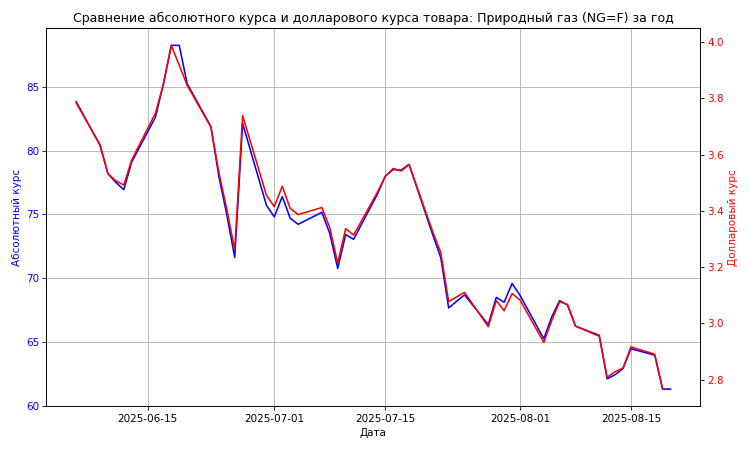 Сравнение абсолютного курса и долларового курса товара: Природный газ (NG=F) за год
Абсолютный курс
85
80
75
70
65
60
4.0
3.8
3.6
3.4
3.2
3.0
2.8
Долларовый курс
2025-06-15 2025-07-01 2025-07-15 2025-08-01 2025-08-15
Дата